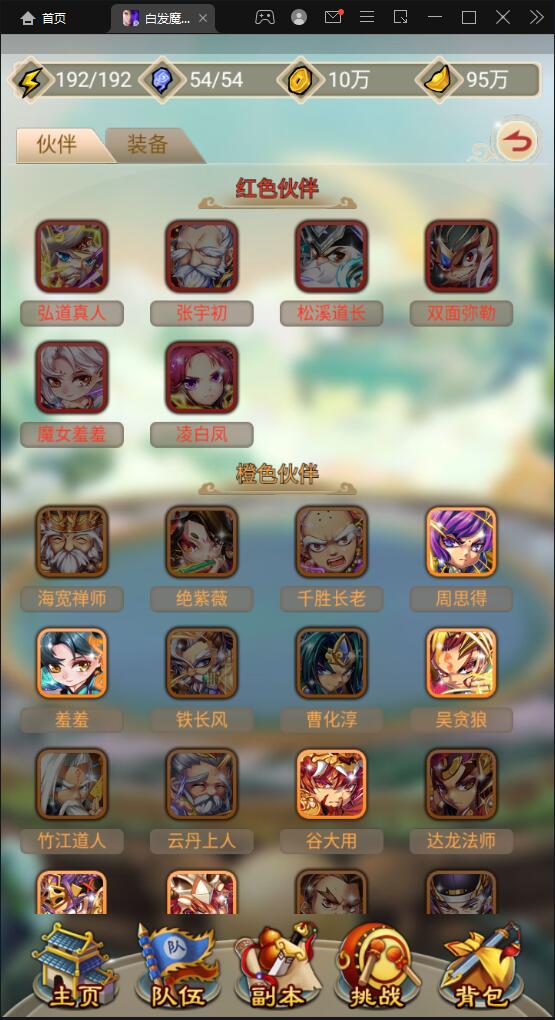 首页
白发魔...
192/192
54/54
10万
95万
伙伴
装备
红色伙伴
弘道真人
张宇初
松溪道长
双面弥勒
魔女羞羞
凌白凤
橙色伙伴
海宽禅师
绝紫薇
千胜长老
周思得
羞羞
铁长风
曹化淳
吴贪狼
竹江道人
云丹上人
谷大用
达龙法师
队
主页
队伍
副本
挑战
背包